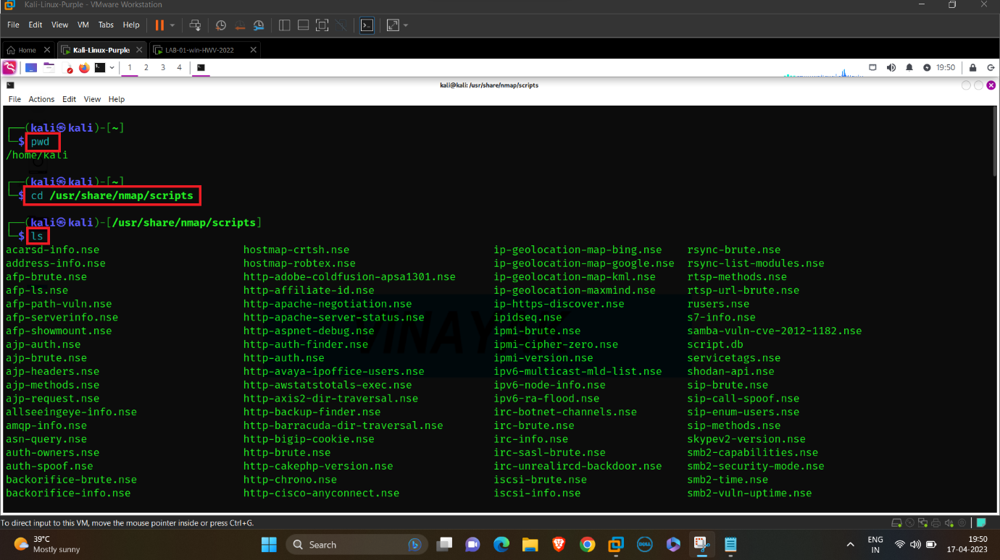 Kali-Linux-Purple - VMware Workstation
File Edit View VM Tabs Help
Home Kali-Linux-Purple LAB-01-win-HWV-2022
1 2 3 4 19:50
kali@kali: /usr/share/nmap/scripts
File Actions Edit View Help
┌──(kali㉿kali)-[~]
└─$ pwd
/home/kali
┌──(kali㉿kali)-[~]
└─$ cd /usr/share/nmap/scripts
┌──(kali㉿kali)-[/usr/share/nmap/scripts]
└─$ ls
acarsd-info.nse hostmap-crtsh.nse ip-geolocation-map-bing.nse rsync-brute.nse
address-info.nse hostmap-robtex.nse ip-geolocation-map-google.nse rsync-list-modules.nse
afp-brute.nse http-adobe-coldfusion-apsa1301.nse ip-geolocation-map-kml.nse rtsp-methods.nse
afp-ls.nse http-affiliate-id.nse ip-geolocation-maxmind.nse rtsp-url-brute.nse
afp-path-vuln.nse http-apache-negotiation.nse ip-https-discover.nse rusers.nse
afp-serverinfo.nse http-apache-server-status.nse ipidseq.nse s7-info.nse
afp-showmount.nse http-aspnet-debug.nse ipmi-brute.nse samba-vuln-cve-2012-1182.nse
ajp-auth.nse http-auth-finder.nse ipmi-cipher-zero.nse script.db
ajp-brute.nse http-auth.nse ipmi-version.nse servicetags.nse
ajp-headers.nse http-avaya-ipoffice-users.nse ipv6-multicast-mld-list.nse shodan-api.nse
ajp-methods.nse http-awstatstotals-exec.nse ipv6-node-info.nse sip-brute.nse
ajp-request.nse http-axis2-dir-traversal.nse ipv6-ra-flood.nse sip-call-spoof.nse
allseeingeye-info.nse http-backup-finder.nse irc-botnet-channels.nse sip-enum-users.nse
amqp-info.nse http-barracuda-dir-traversal.nse irc-brute.nse sip-methods.nse
asn-query.nse http-bigip-cookie.nse irc-info.nse skypev2-version.nse
auth-owners.nse http-brute.nse irc-sasl-brute.nse smb2-capabilities.nse
auth-spoof.nse http-cakephp-version.nse irc-unrealircd-backdoor.nse smb2-security-mode.nse
backorifice-brute.nse http-chrono.nse iscsi-brute.nse smb2-time.nse
backorifice-info.nse http-cisco-anyconnect.nse iscsi-info.nse smb2-vuln-uptime.nse
To direct input to this VM, move the mouse pointer inside or press Ctrl+G.
39°C
Mostly sunny
Search
DELL
ENG
IN
19:50
17-04-2023